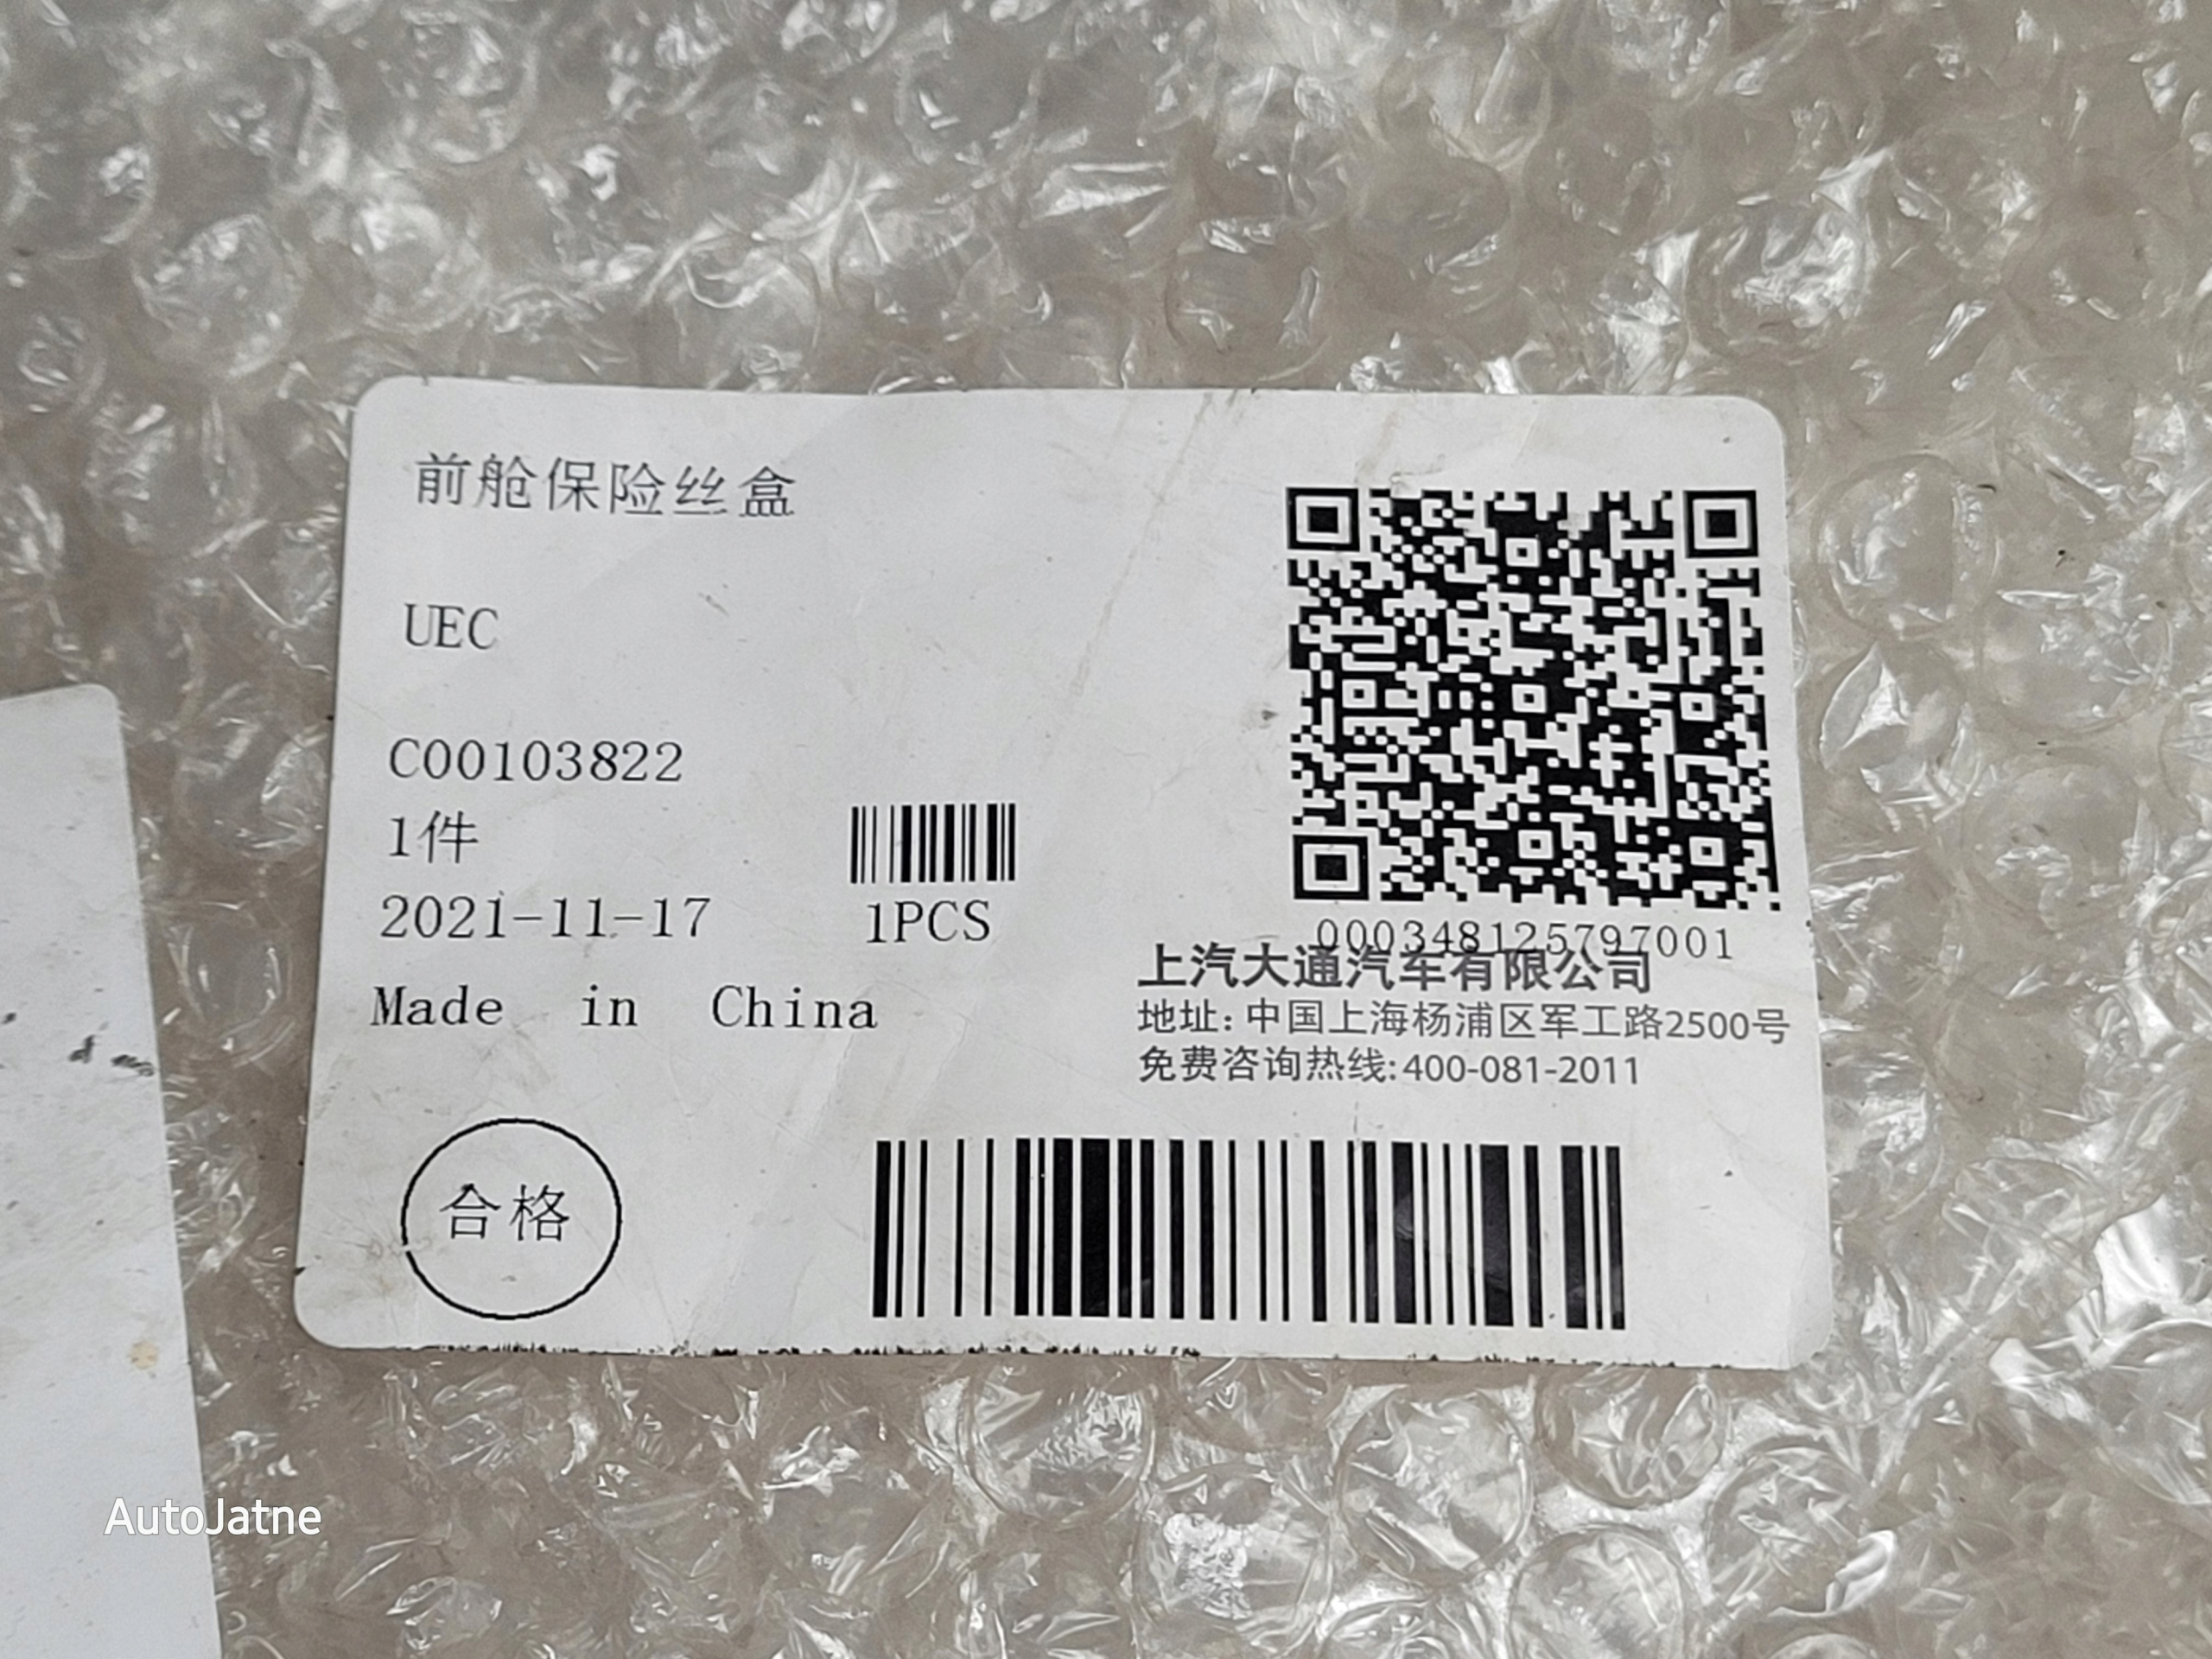 前舱保险丝盒
UEC
C00103822
1件
2021-11-17
1PCS
Made in China
0003481257970​01
上汽大通汽车有限公司
地址:中国上海杨浦区军工路2500号
免费咨询热线:400-081-2011
合格
AutoJatne